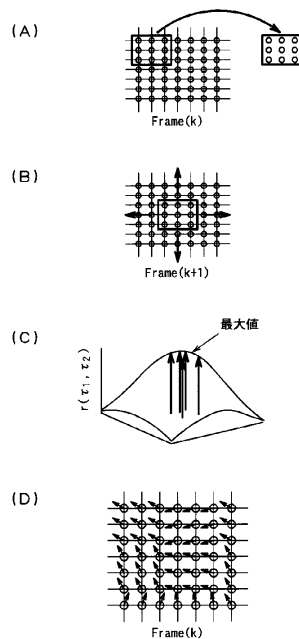 (A)
Frame(k)
(B)
Frame(k+1)
(C)
最大値
r(τ₁, τ₂)
(D)
Frame(k)